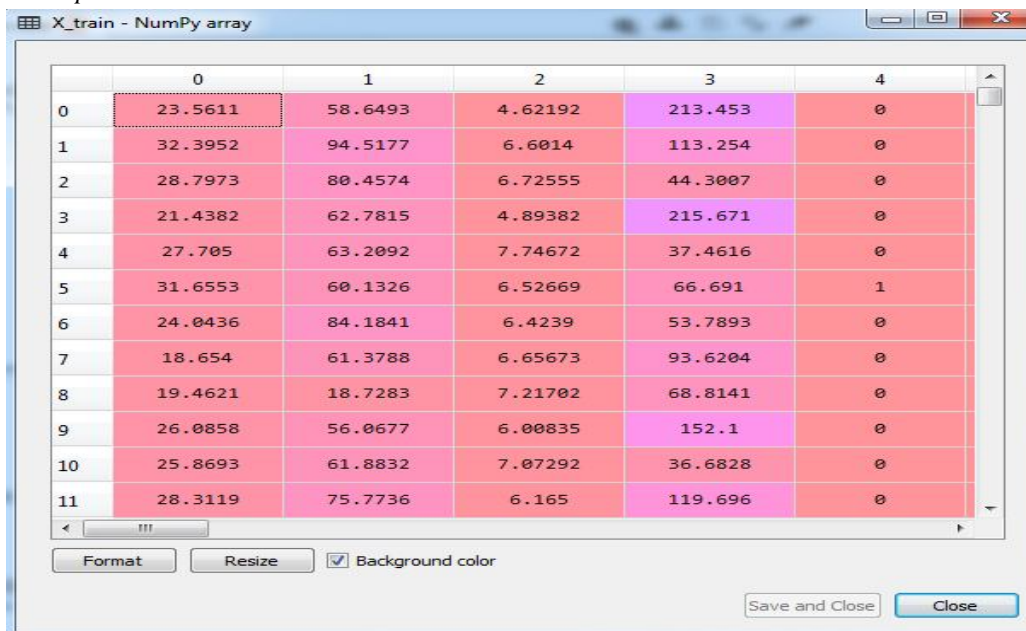 X_train - NumPy array
0 1 2 3 4
0 23.5611 58.6493 4.62192 213.453 0
1 32.3952 94.5177 6.6014 113.254 0
2 28.7973 80.4574 6.72555 44.3007 0
3 21.4382 62.7815 4.89382 215.671 0
4 27.705 63.2092 7.74672 37.4616 0
5 31.6553 60.1326 6.52669 66.691 1
6 24.0436 84.1841 6.4239 53.7893 0
7 18.654 61.3788 6.65673 93.6204 0
8 19.4621 18.7283 7.21702 68.8141 0
9 26.0858 56.0677 6.00835 152.1 0
10 25.8693 61.8832 7.07292 36.6828 0
11 28.3119 75.7736 6.165 119.696 0
Format Resize Background color
Save and Close Close